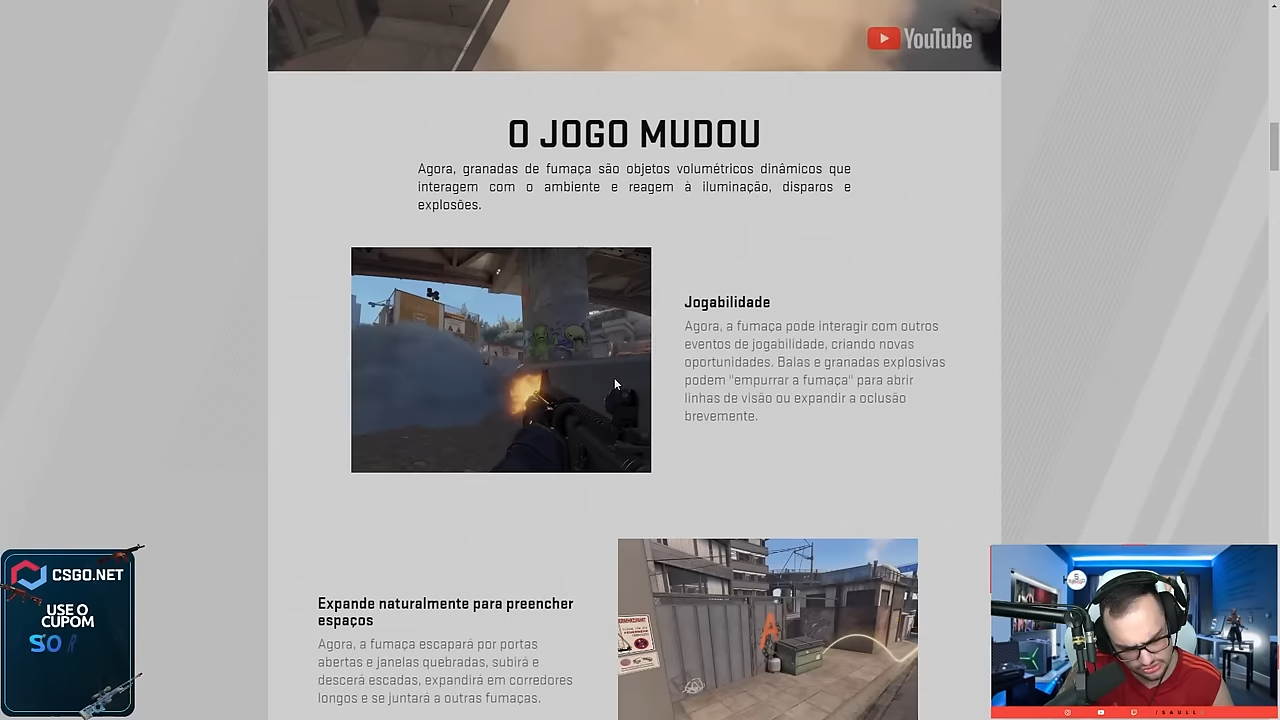 YouTube
O JOGO MUDOU
Agora, granadas de fumaça são objetos volumétricos dinâmicos que
interagem com o ambiente e reagem à iluminação, disparos e
explosões.
Jogabilidade
Agora, a fumaça pode interagir com outros
eventos de jogabilidade, criando novas
oportunidades. Balas e granadas explosivas
podem "empurrar a fumaça" para abrir
linhas de visão ou expandir a oclusão
brevemente.
Expande naturalmente para preencher
espaços
Agora, a fumaça escapará por portas
abertas e janelas quebradas, subirá e
descerá escadas, expandirá em corredores
longos e se juntará a outras fumaças.
A
CSGO.NET
USE O
CUPOM
SOR
/SAULL